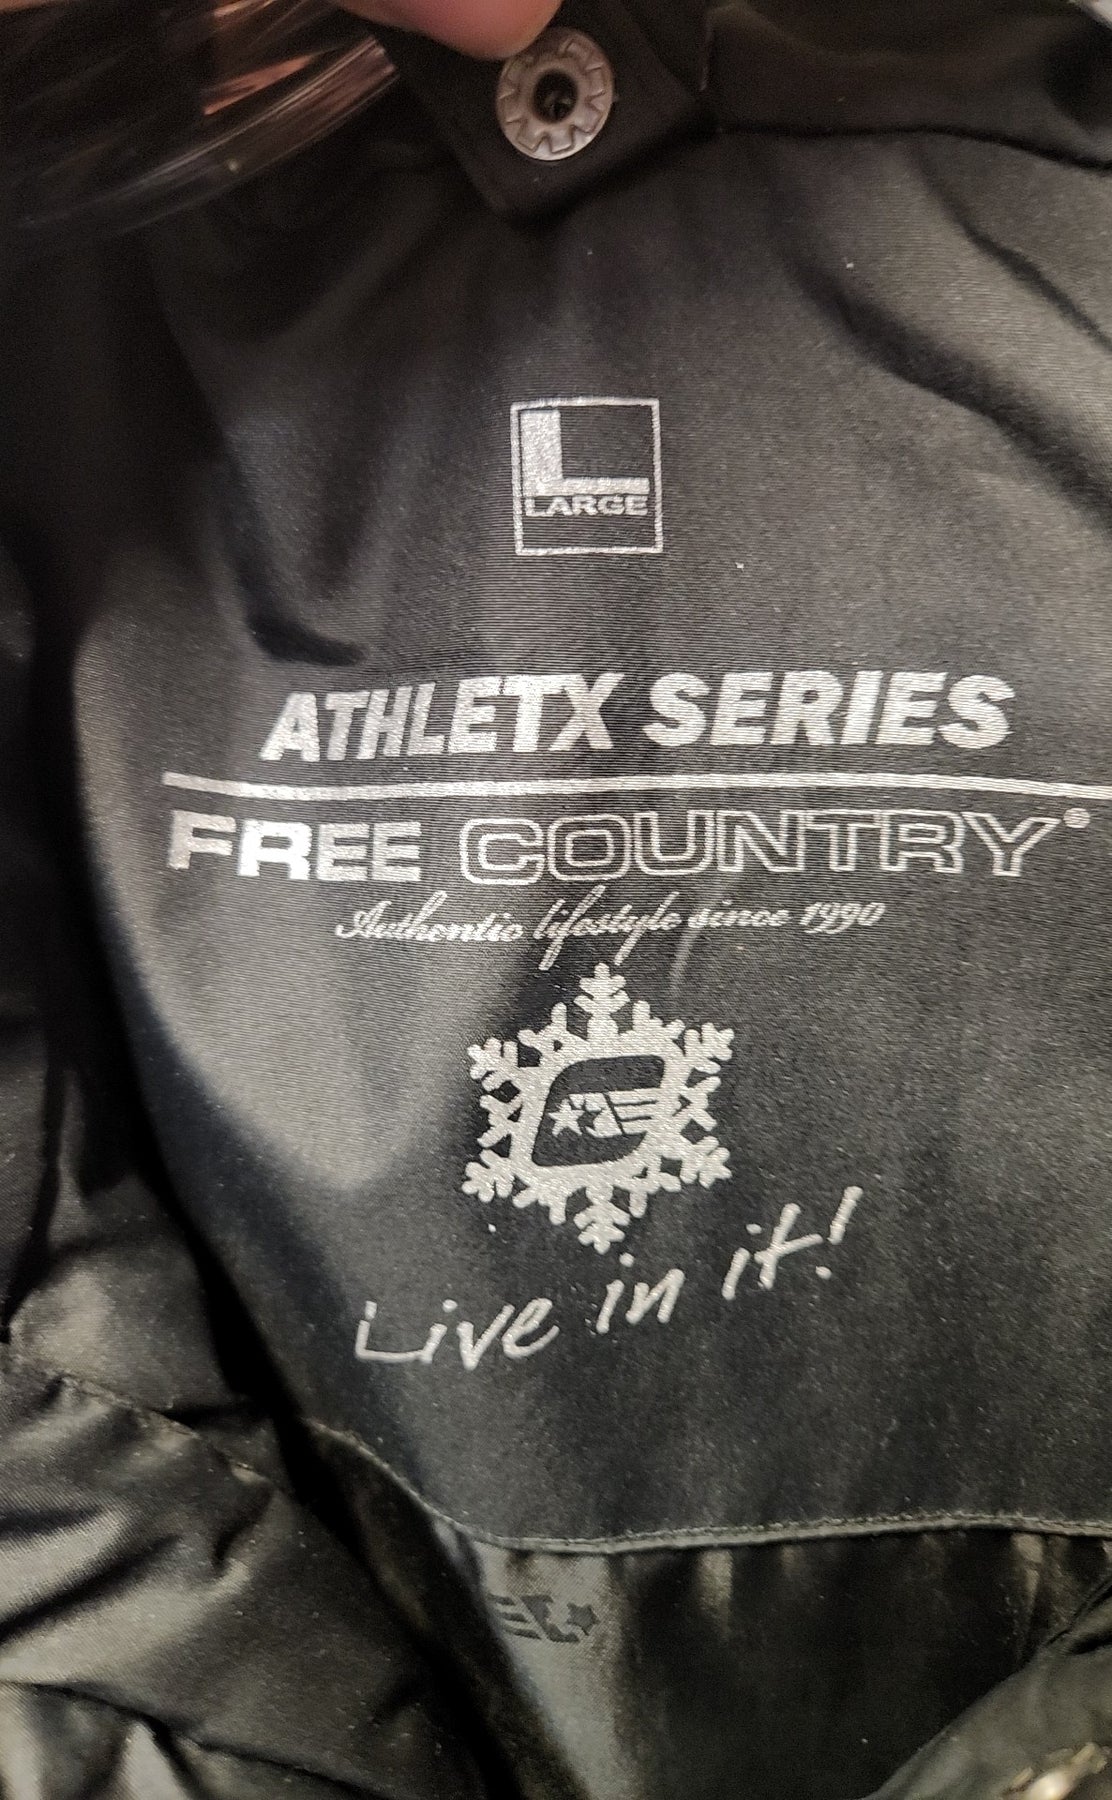 L
LARGE
ATHLETX SERIES
FREE COUNTRY®
Authentic lifestyle since 1990
Live in it!